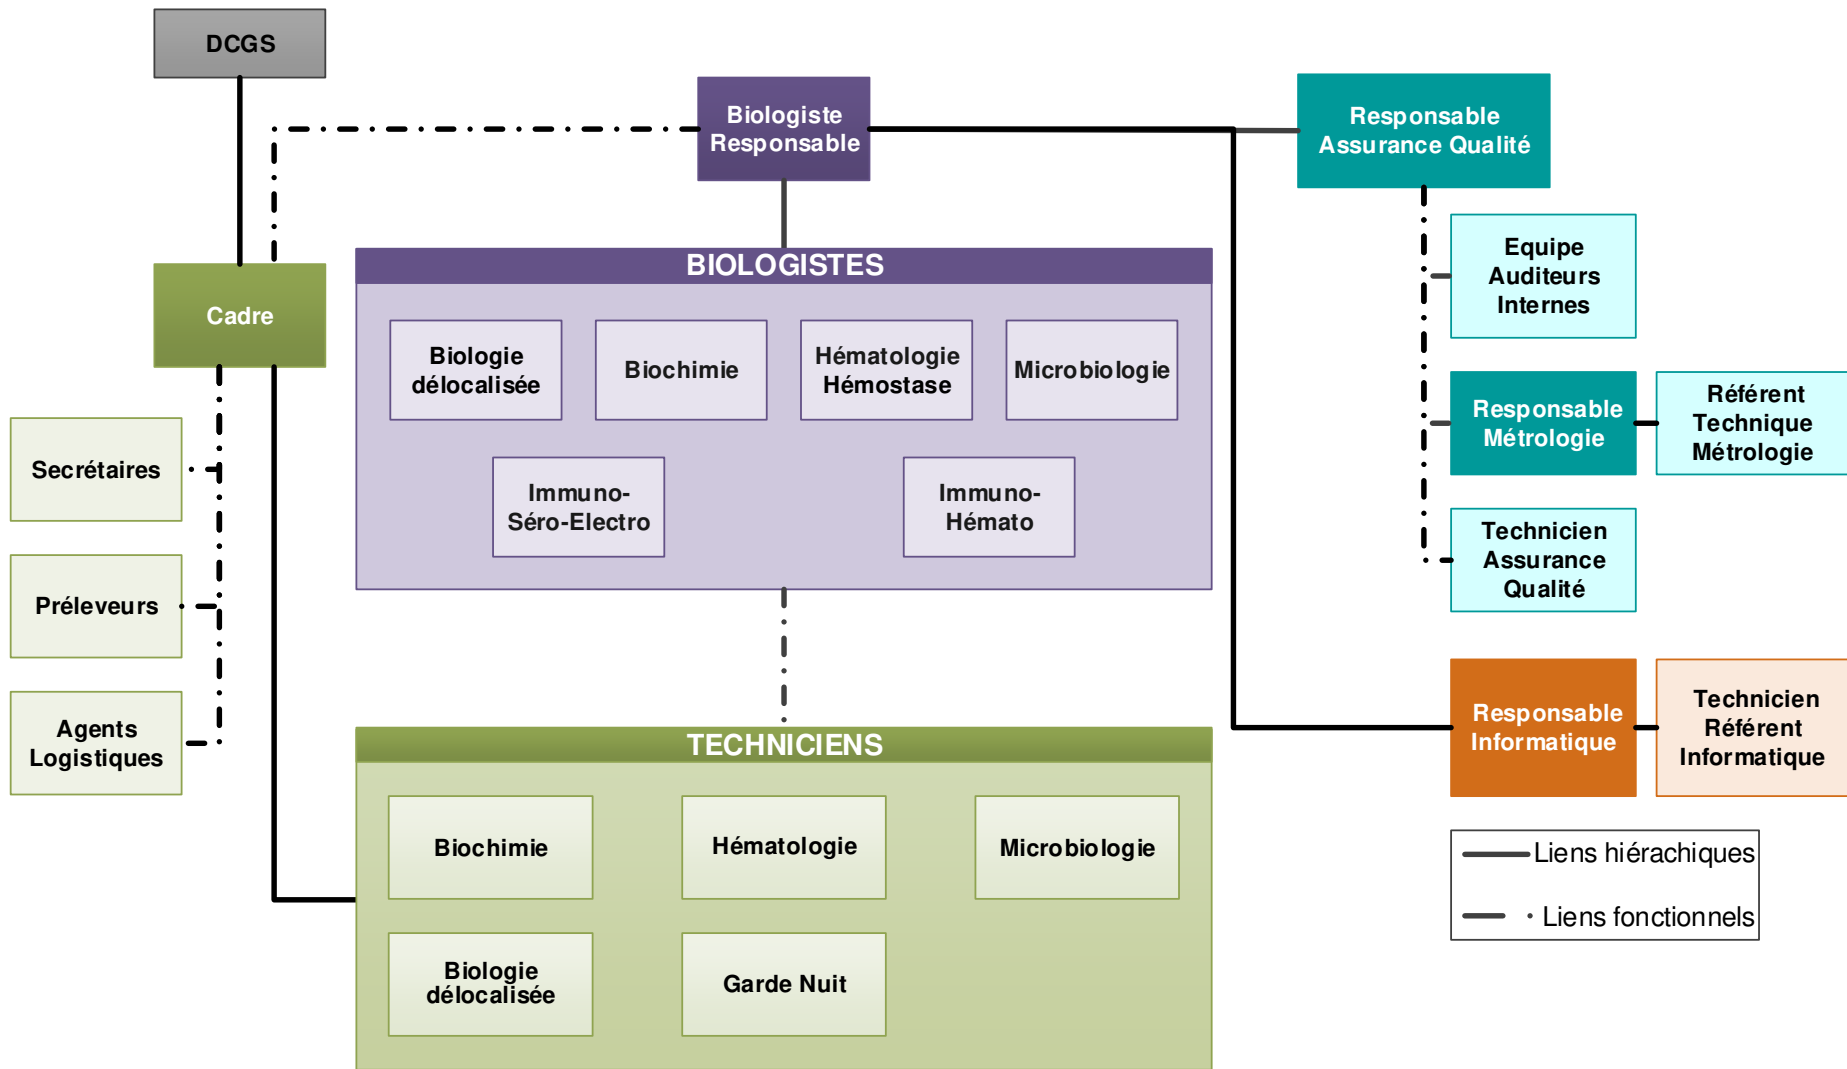 DCGS
Biologiste
Responsable
Responsable
Assurance Qualité
Cadre
Secrétaires
Préleveurs
Agents
Logistiques
BIOLOGISTES
Biologie
délocalisée
Biochimie
Hématologie
Hémostase
Microbiologie
Immuno-
Séro-Electro
Immuno-
Hémato
TECHNICIENS
Biochimie
Hématologie
Microbiologie
Biologie
délocalisée
Garde Nuit
Equipe
Auditeurs
Internes
Responsable
Métrologie
Référent
Technique
Métrologie
Technicien
Assurance
Qualité
Responsable
Informatique
Technicien
Référent
Informatique
Liens hiérachiques
Liens fonctionnels